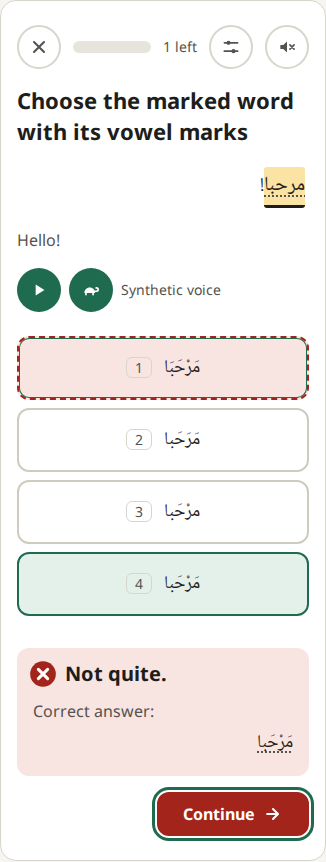 1 left
Choose the marked word
with its vowel marks
مرحبا!
Hello!
Synthetic voice
1 مَرْحَبَا
2 مَرَحَبا
3 مرْحَبا
4 مَرْحَبا
Not quite.
Correct answer:
مَرْحَبا
Continue